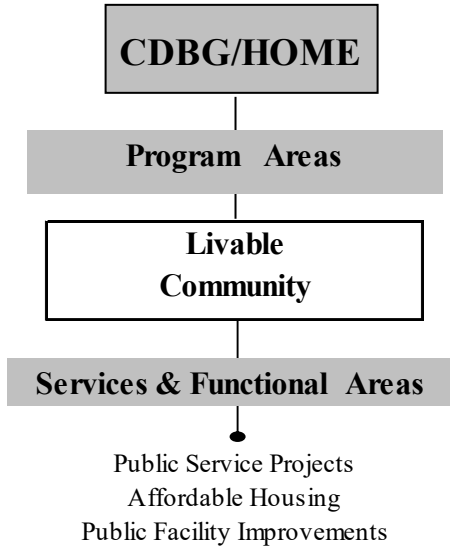 CDBG/HOME
Program Areas
Livable
Community
Services & Functional Areas
Public Service Projects
Affordable Housing
Public Facility Improvements